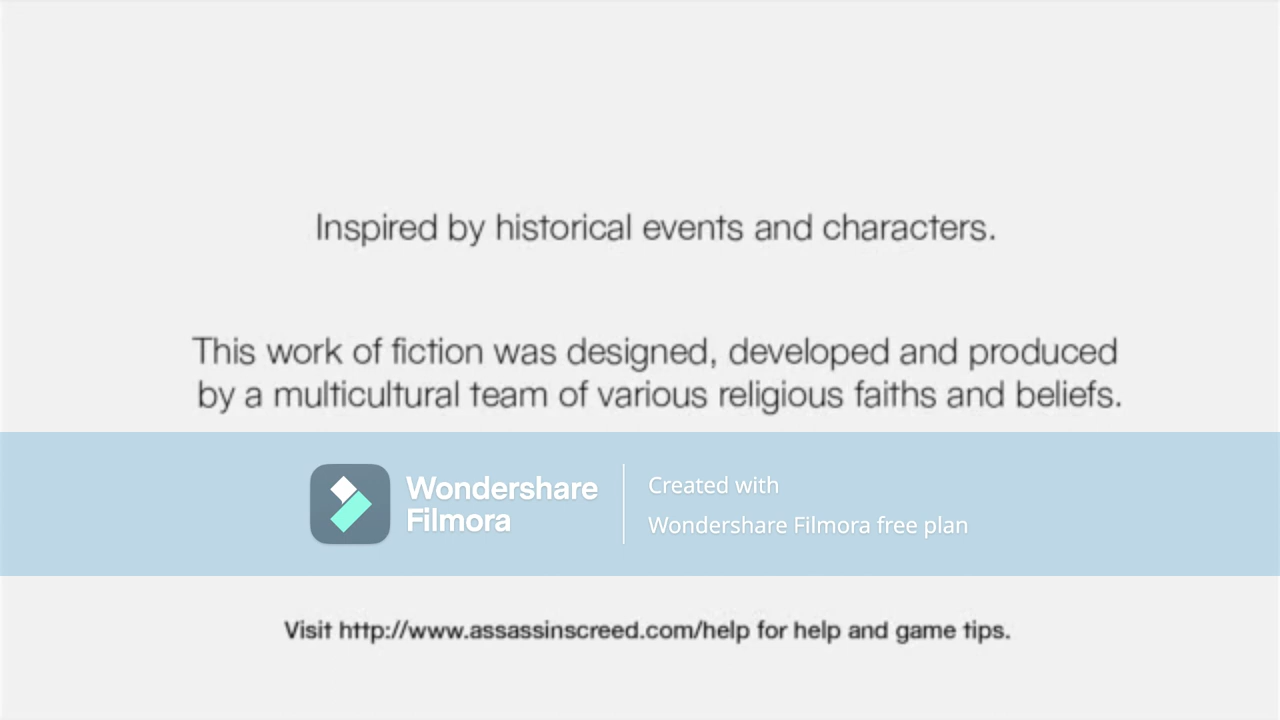 Inspired by historical events and characters.
This work of fiction was designed, developed and produced
by a multicultural team of various religious faiths and beliefs.
Wondershare
Filmora
Created with
Wondershare Filmora free plan
Visit http://www.assassinscreed.com/help for help and game tips.